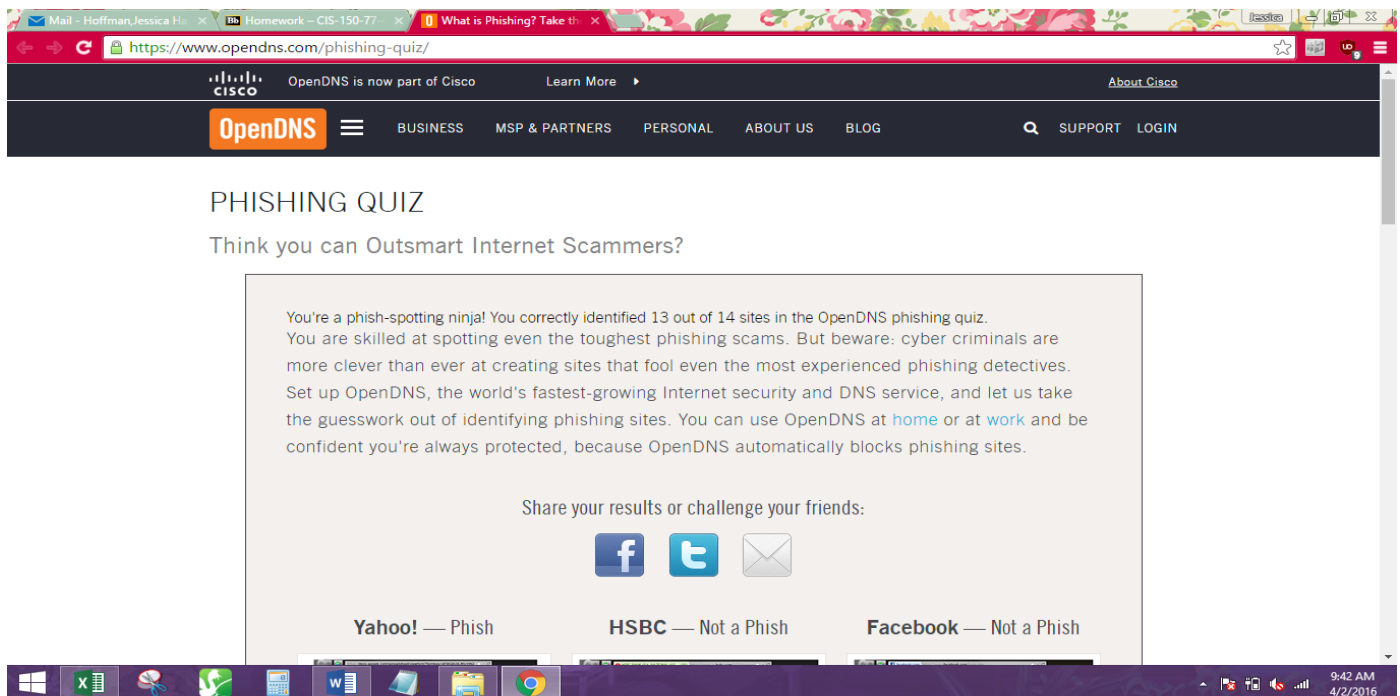 Mail - Hoffman,Jessica Ha
Bb Homework – CIS-150-77-
What is Phishing? Take th
Jessica
https://www.opendns.com/phishing-quiz/
9
CISCO OpenDNS is now part of Cisco Learn More About Cisco
OpenDNS BUSINESS MSP & PARTNERS PERSONAL ABOUT US BLOG SUPPORT LOGIN
PHISHING QUIZ
Think you can Outsmart Internet Scammers?
You're a phish-spotting ninja! You correctly identified 13 out of 14 sites in the OpenDNS phishing quiz.
You are skilled at spotting even the toughest phishing scams. But beware: cyber criminals are
more clever than ever at creating sites that fool even the most experienced phishing detectives.
Set up OpenDNS, the world's fastest-growing Internet security and DNS service, and let us take
the guesswork out of identifying phishing sites. You can use OpenDNS at home or at work and be
confident you're always protected, because OpenDNS automatically blocks phishing sites.
Share your results or challenge your friends:
Yahoo! — Phish HSBC — Not a Phish Facebook — Not a Phish
9:42 AM
4/2/2016